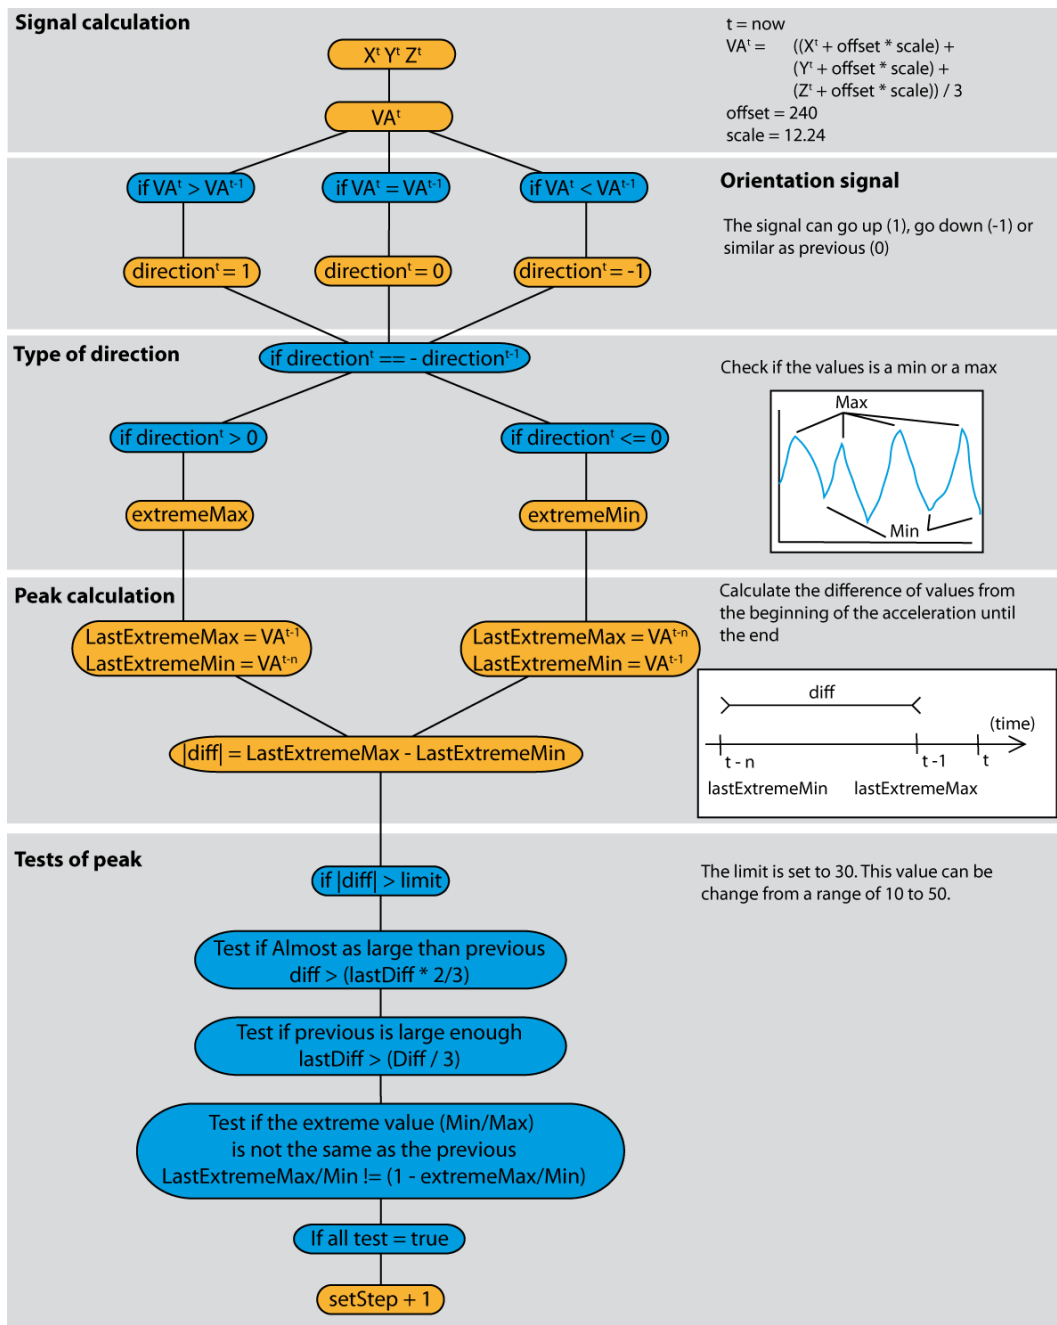 Signal calculation
t = now
VAᵗ = ((Xᵗ + offset * scale) +
(Yᵗ + offset * scale) +
(Zᵗ + offset * scale)) / 3
offset = 240
scale = 12.24
Xᵗ Yᵗ Zᵗ
VAᵗ
Orientation signal
The signal can go up (1), go down (-1) or
similar as previous (0)
if VAᵗ > VAᵗ⁻¹
if VAᵗ = VAᵗ⁻¹
if VAᵗ < VAᵗ⁻¹
directionᵗ = 1
directionᵗ = 0
directionᵗ = -1
Type of direction
if directionᵗ == - directionᵗ⁻¹
Check if the values is a min or a max
Max
Min
if directionᵗ > 0
if directionᵗ <= 0
extremeMax
extremeMin
Peak calculation
Calculate the difference of values from
the beginning of the acceleration until
the end
LastExtremeMax = VAᵗ⁻¹
LastExtremeMin = VAᵗ⁻ⁿ
LastExtremeMax = VAᵗ⁻ⁿ
LastExtremeMin = VAᵗ⁻¹
|diff| = LastExtremeMax - LastExtremeMin
diff
(time)
t - n
t -1
t
lastExtremeMin
lastExtremeMax
Tests of peak
The limit is set to 30. This value can be
change from a range of 10 to 50.
if |diff| > limit
Test if Almost as large than previous
diff > (lastDiff * 2/3)
Test if previous is large enough
lastDiff > (Diff / 3)
Test if the extreme value (Min/Max)
is not the same as the previous
LastExtremeMax/Min != (1 - extremeMax/Min)
If all test = true
setStep + 1